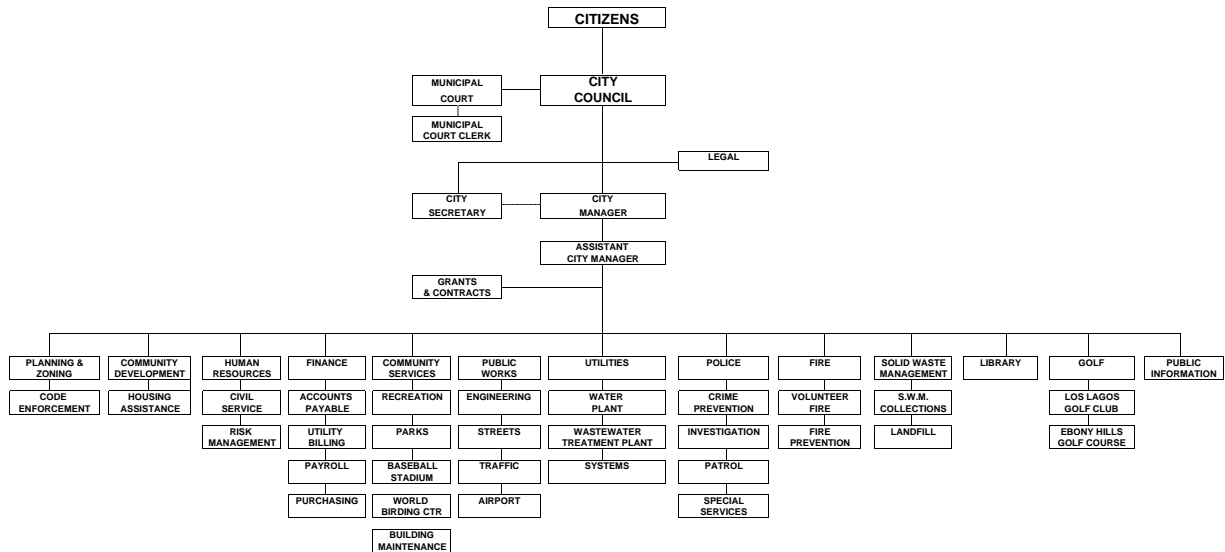 CITIZENS
MUNICIPAL
COURT
CITY
COUNCIL
MUNICIPAL
COURT CLERK
LEGAL
CITY
SECRETARY
CITY
MANAGER
ASSISTANT
CITY MANAGER
GRANTS
& CONTRACTS
PLANNING &
ZONING
COMMUNITY
DEVELOPMENT
HUMAN
RESOURCES
FINANCE
COMMUNITY
SERVICES
PUBLIC
WORKS
UTILITIES
POLICE
FIRE
SOLID WASTE
MANAGEMENT
LIBRARY
GOLF
PUBLIC
INFORMATION
CODE
ENFORCEMENT
HOUSING
ASSISTANCE
CIVIL
SERVICE
ACCOUNTS
PAYABLE
RECREATION
ENGINEERING
WATER
PLANT
CRIME
PREVENTION
VOLUNTEER
FIRE
S.W.M.
COLLECTIONS
LOS LAGOS
GOLF CLUB
RISK
MANAGEMENT
UTILITY
BILLING
PARKS
STREETS
WASTEWATER
TREATMENT PLANT
INVESTIGATION
FIRE
PREVENTION
LANDFILL
EBONY HILLS
GOLF COURSE
PAYROLL
BASEBALL
STADIUM
TRAFFIC
SYSTEMS
PATROL
PURCHASING
WORLD
BIRDING CTR
AIRPORT
SPECIAL
SERVICES
BUILDING
MAINTENANCE